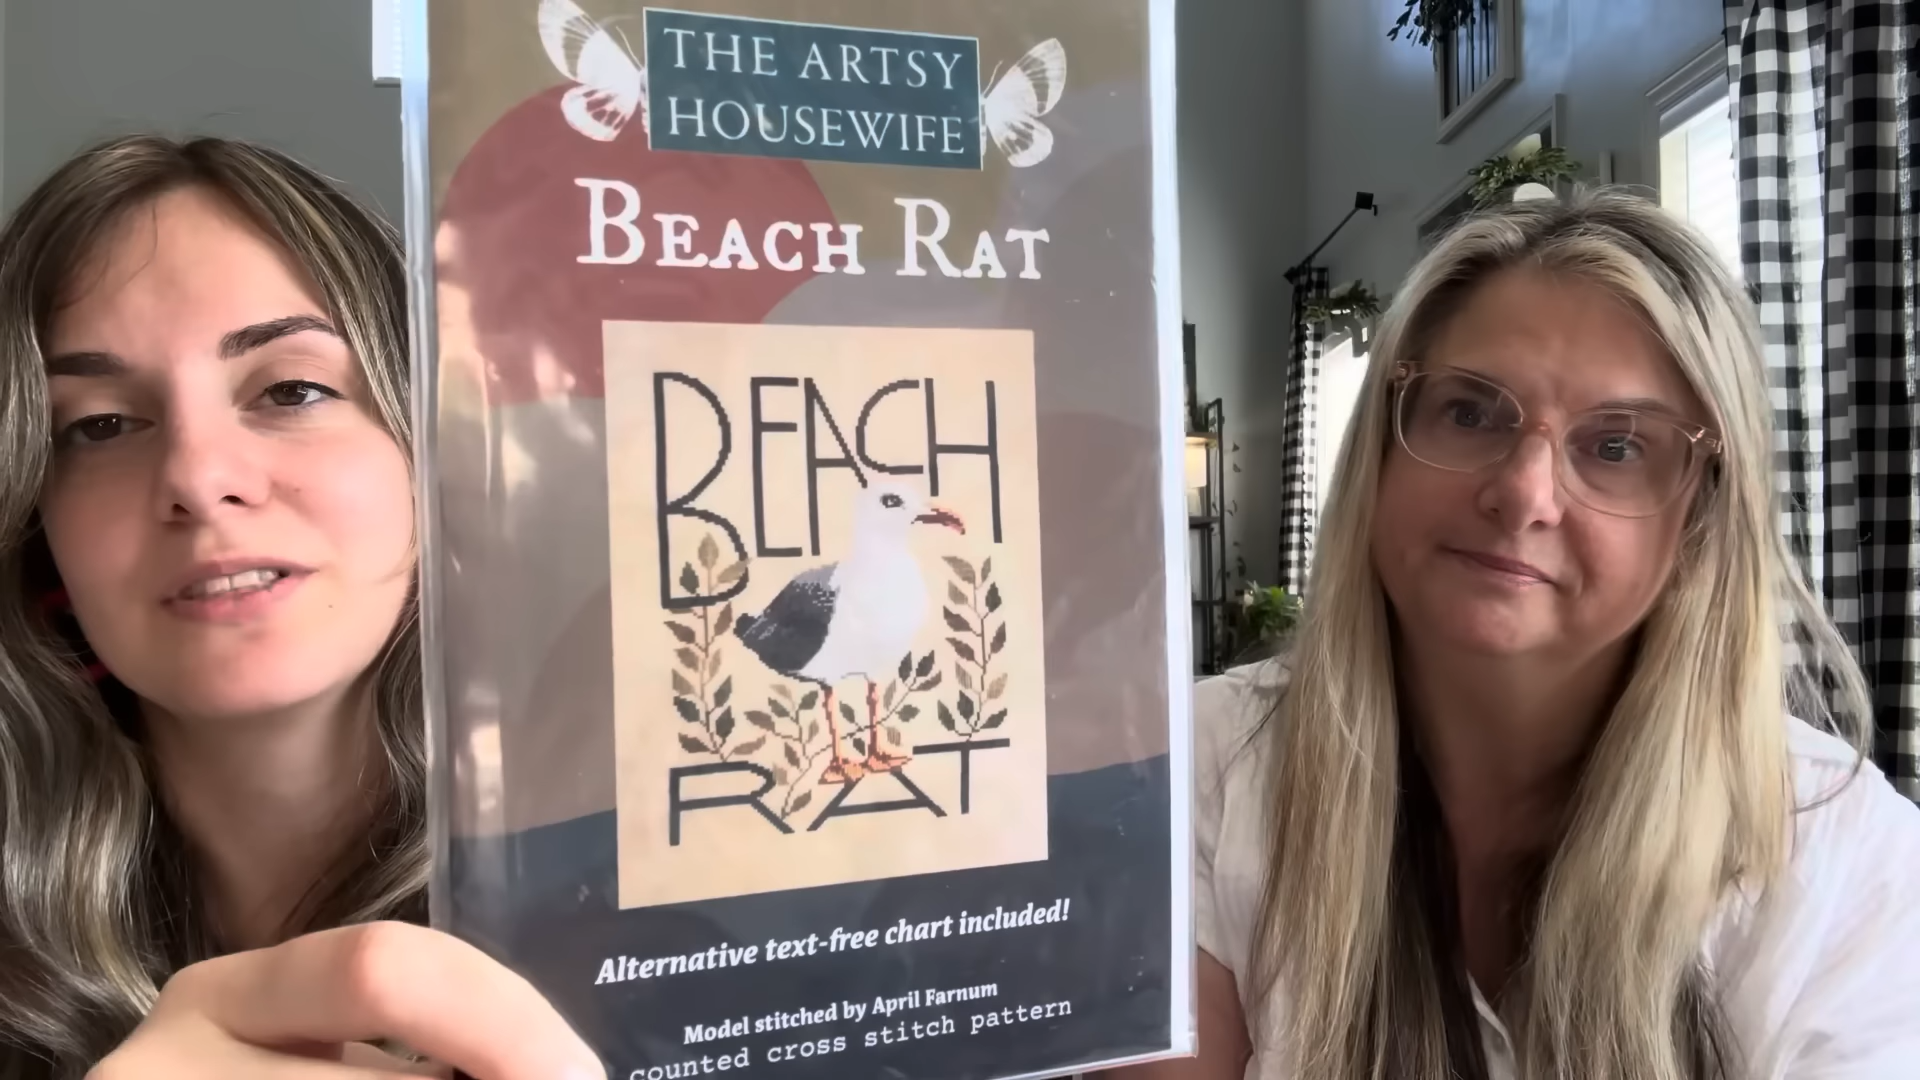 THE ARTSY
HOUSEWIFE
BEACH RAT
BEACH
RAT
Alternative text-free chart included!
Model stitched by April Farnum
counted cross stitch pattern